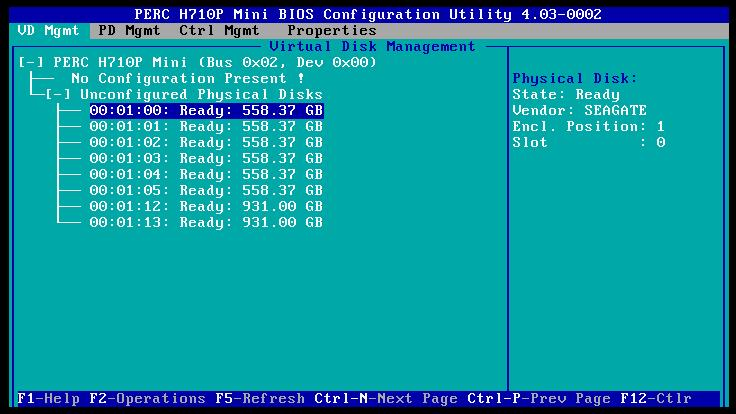 PERC H710P Mini BIOS Configuration Utility 4.03-0002
VD Mgmt PD Mgmt Ctrl Mgmt Properties
Virtual Disk Management
[-] PERC H710P Mini (Bus 0x02, Dev 0x00)
No Configuration Present !
[-] Unconfigured Physical Disks
00:01:00: Ready: 558.37 GB
00:01:01: Ready: 558.37 GB
00:01:02: Ready: 558.37 GB
00:01:03: Ready: 558.37 GB
00:01:04: Ready: 558.37 GB
00:01:05: Ready: 558.37 GB
00:01:12: Ready: 931.00 GB
00:01:13: Ready: 931.00 GB
Physical Disk:
State: Ready
Vendor: SEAGATE
Encl. Position: 1
Slot : 0
F1-Help F2-Operations F5-Refresh Ctrl-N-Next Page Ctrl-P-Prev Page F12-Ctlr